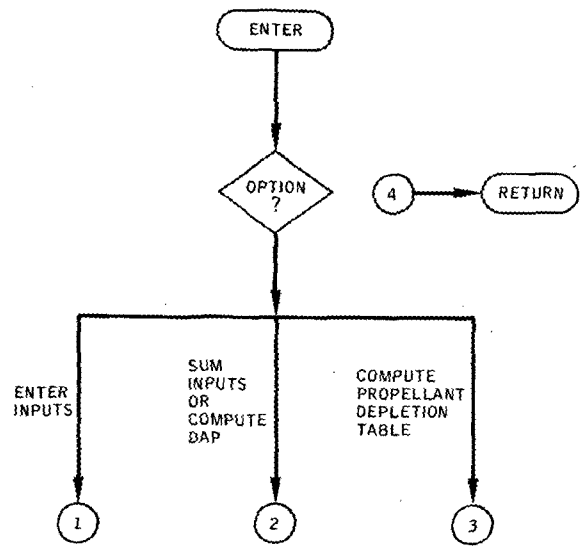 ENTER
OPTION
?
4
RETURN
ENTER
INPUTS
SUM
INPUTS
OR
COMPUTE
DAP
COMPUTE
PROPELLANT
DEPLETION
TABLE
1
2
3